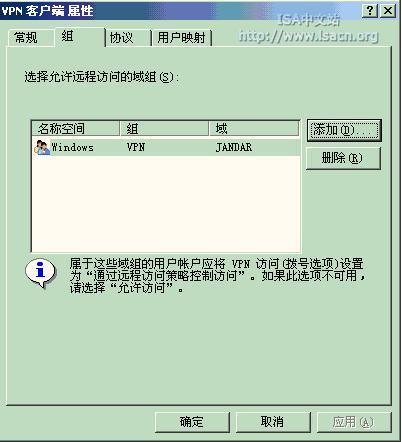 VPN 客户端 属性
ISA中文站
http://www.isacn.org
常规 组 协议 用户映射
选择允许远程访问的域组(S):
名称空间 组 域
Windows VPN JANDAR
添加(D)...
删除(R)
属于这些域组的用户帐户应将 VPN 访问(拨号选项)设置
为“通过远程访问策略控制访问”。如果此选项不可用，
请选择“允许访问”。
确定 取消 应用(A)